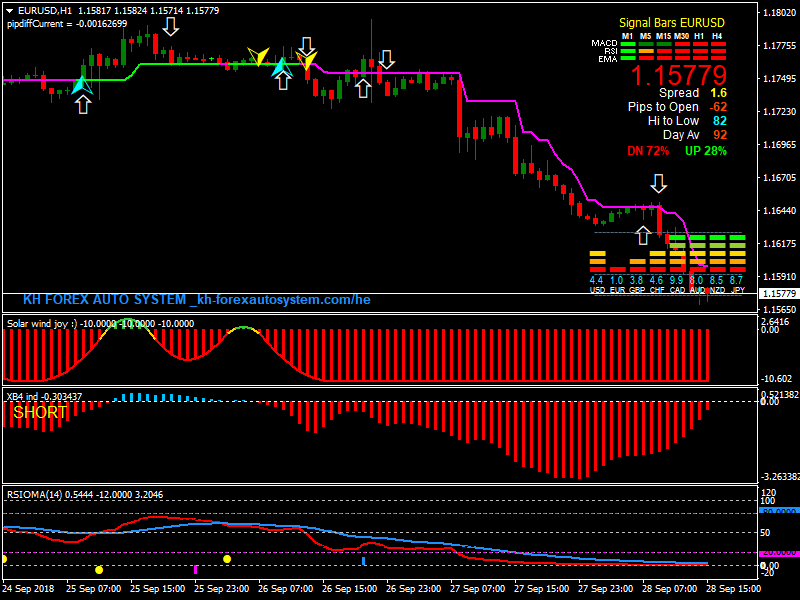 EURUSD,H1 1.15817 1.15824 1.15714 1.15779
pipdiffCurrent = -0.00162699
Signal Bars EURUSD
M1 M5 M15 M30 H1 H4
MACD
RSI
EMA
1.15779
Spread 1.6
Pips to Open -62
Hi to Low 82
Day Av 92
DN 72% UP 28%
4.4 1.0 3.8 4.6 9.9 8.0 8.5 8.7
USD EUR GBP CHF CAD AUD NZD JPY
KH FOREX AUTO SYSTEM _kh-forexautosystem.com/he
1.18020
1.17755
1.17495
1.17230
1.16965
1.16705
1.16440
1.16175
1.15910
1.15779
1.15650
Solar wind joy :) -10.0000 -10.0000 -10.0000
2.6416
0.00
-10.602
XB4 ind -0.303437
SHORT
0.521382
0.00
-3.263382
RSIOMA(14) 0.5444 -12.0000 3.2046
120
100
80.0000
50
20.0000
0.00
-20
24 Sep 2018 25 Sep 07:00 25 Sep 15:00 25 Sep 23:00 26 Sep 07:00 26 Sep 15:00 26 Sep 23:00 27 Sep 07:00 27 Sep 15:00 27 Sep 23:00 28 Sep 07:00 28 Sep 15:00